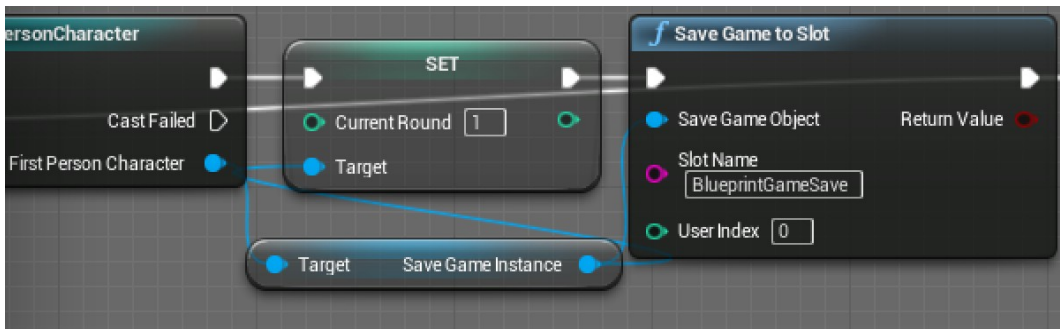 ersonCharacter
Cast Failed
First Person Character
SET
Current Round 1
Target
Target Save Game Instance
f Save Game to Slot
Save Game Object Return Value
Slot Name
BlueprintGameSave
User Index 0